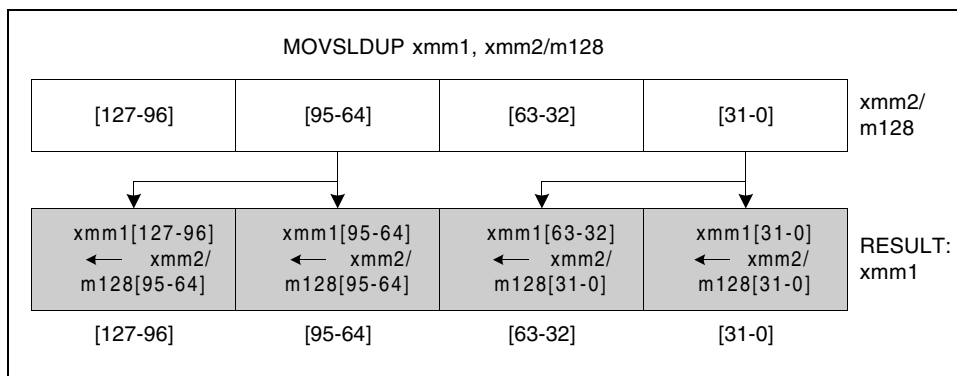 MOVSLDUP xmm1, xmm2/m128
[127-96] [95-64] [63-32] [31-0] xmm2/
m128
xmm1[127-96] xmm1[95-64] xmm1[63-32] xmm1[31-0] RESULT:
← xmm2/ ← xmm2/ ← xmm2/ ← xmm2/ xmm1
m128[95-64] m128[95-64] m128[31-0] m128[31-0]
[127-96] [95-64] [63-32] [31-0]